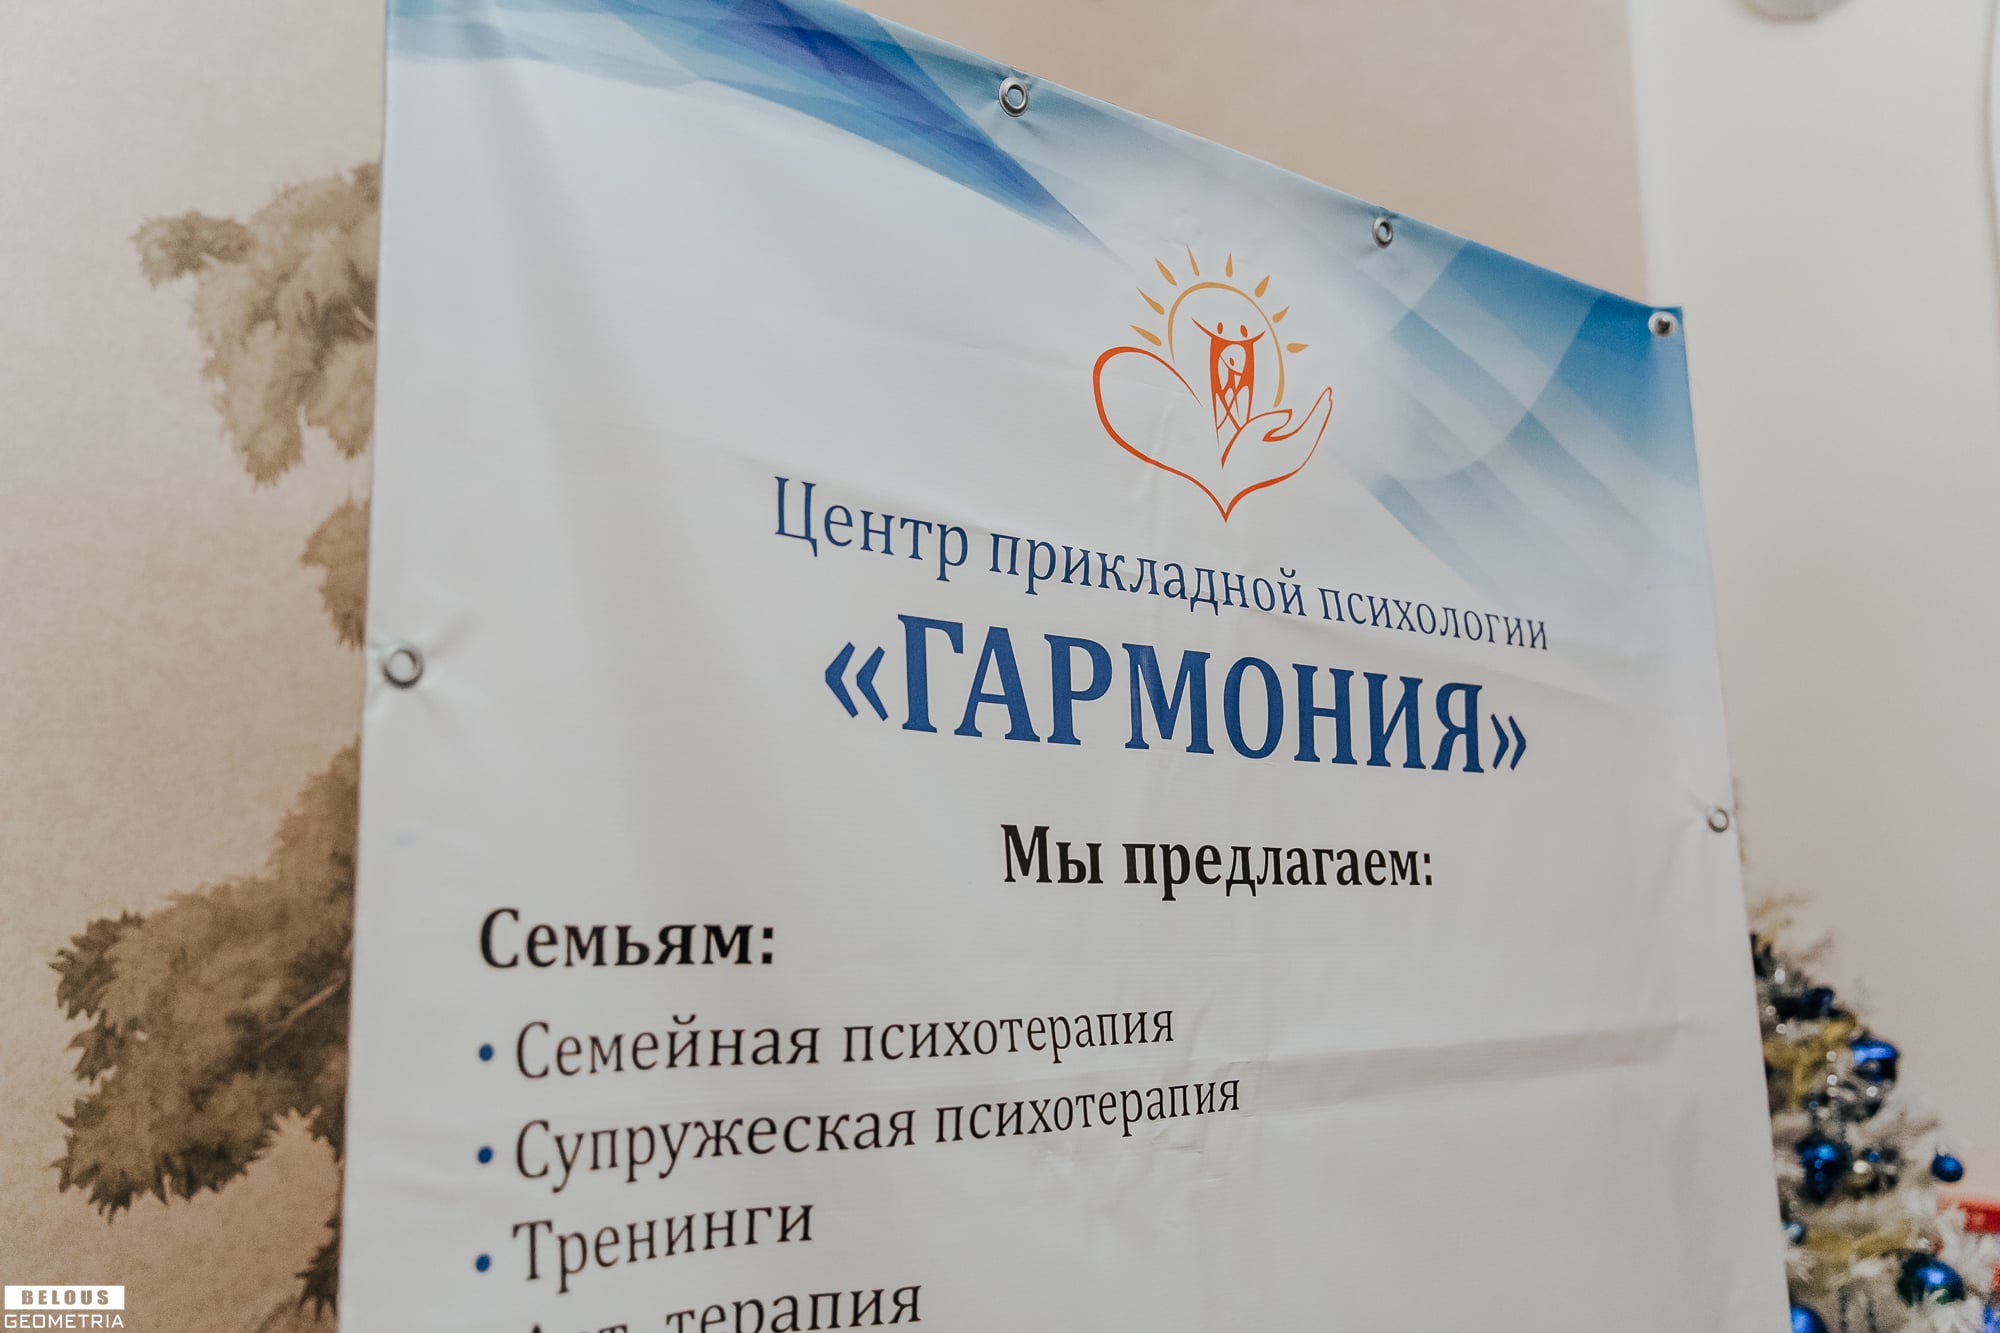 Центр прикладной психологии
«ГАРМОНИЯ»
Мы предлагаем:
Семьям:
• Семейная психотерапия
• Супружеская психотерапия
• Тренинги
терапия
BELOUS
GEOMETRIA